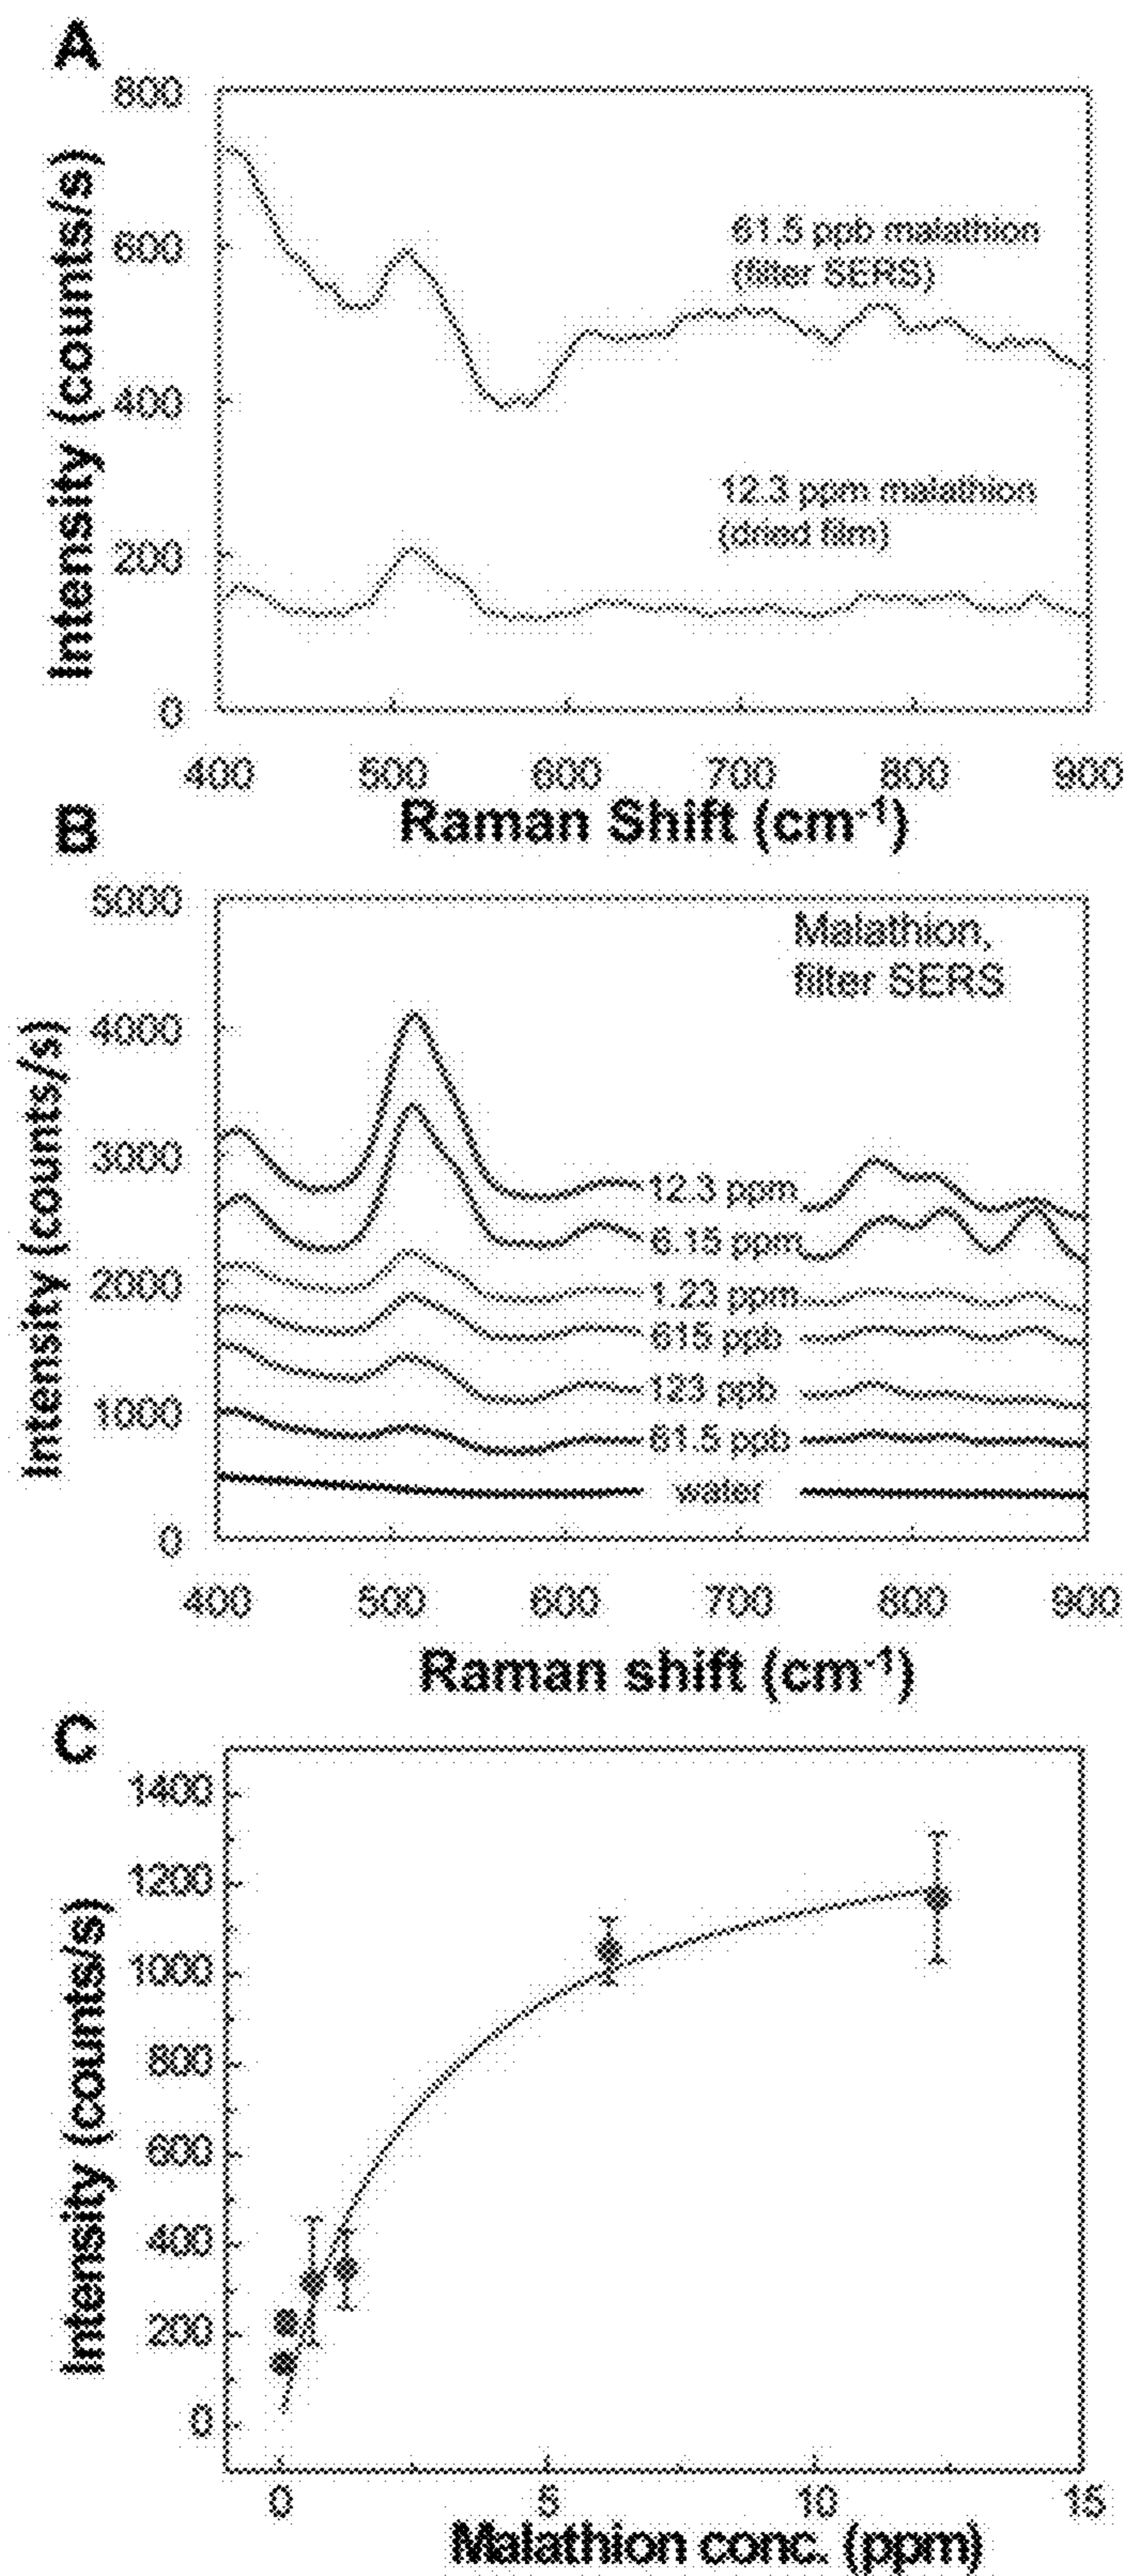 A
800
600
400
200
0
Intensity (counts/s)
61.5 ppb malathion
(filter SERS)
12.3 ppm malathion
(dried film)
400 500 600 700 800 900
Raman Shift (cm-1)
B
5000
4000
3000
2000
1000
0
Intensity (counts/s)
Malathion,
filter SERS
12.3 ppm
6.15 ppm
1.23 ppm
615 ppb
123 ppb
61.5 ppb
water
400 500 600 700 800 900
Raman shift (cm-1)
C
1400
1200
1000
800
600
400
200
0
Intensity (counts/s)
0 5 10 15
Malathion conc. (ppm)